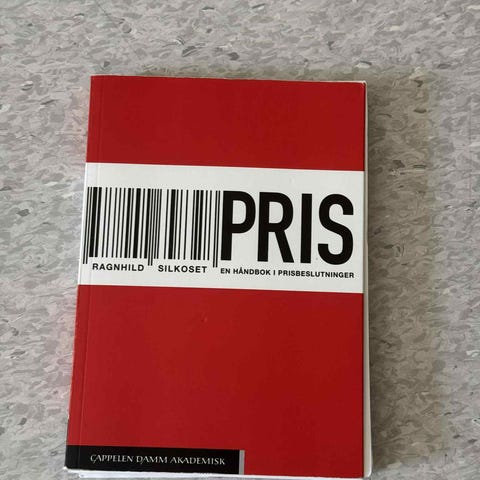 PRIS
RAGNHILD SILKOSET
EN HÅNDBOK I PRISBESLUTNINGER
CAPPELEN DAMM AKADEMISK